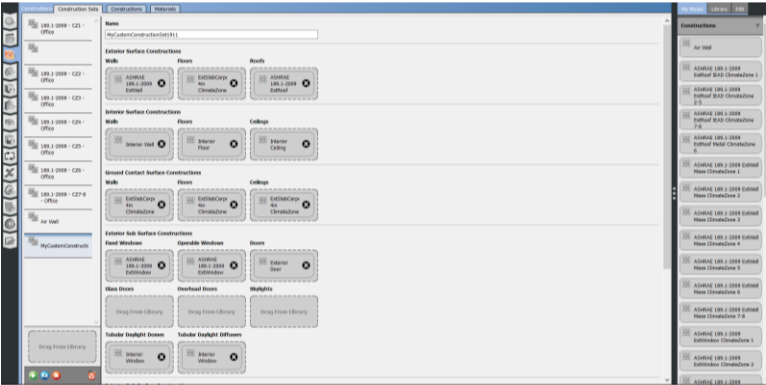 Constructions
Construction Sets
Constructions
Materials
My Model
Library
Edit
189.1-2009 - CZ1 -
Office
189.1-2009 - CZ2 -
Office
189.1-2009 - CZ3 -
Office
189.1-2009 - CZ4 -
Office
189.1-2009 - CZ5 -
Office
189.1-2009 - CZ6 -
Office
189.1-2009 - CZ7-8
- Office
Air Wall
MyCustomConstructio
Drag From Library
Name
MyCustomConstructionSet1911
Exterior Surface Constructions
Walls
Floors
Roofs
ASHRAE
189.1-2009
ExtWall
ExtSlabCarpe
4in
ClimateZone
ASHRAE
189.1-2009
ExtRoof
Interior Surface Constructions
Walls
Floors
Ceilings
Interior Wall
Interior
Floor
Interior
Ceiling
Ground Contact Surface Constructions
Walls
Floors
Ceilings
ExtSlabCarpe
4in
ClimateZone
ExtSlabCarpe
4in
ClimateZone
ExtSlabCarpe
4in
ClimateZone
Exterior Sub Surface Constructions
Fixed Windows
Operable Windows
Doors
ASHRAE
189.1-2009
ExtWindow
ASHRAE
189.1-2009
ExtWindow
Exterior
Door
Glass Doors
Overhead Doors
Skylights
Drag From Library
Drag From Library
Drag From Library
Tubular Daylight Domes
Tubular Daylight Diffusers
Interior
Window
Interior
Window
Constructions
Air Wall
ASHRAE 189.1-2009
ExtRoof IEAD ClimateZone
1
ASHRAE 189.1-2009
ExtRoof IEAD ClimateZone
2-5
ASHRAE 189.1-2009
ExtRoof IEAD ClimateZone
7-8
ASHRAE 189.1-2009
ExtRoof Metal ClimateZone
6
ASHRAE 189.1-2009 ExtWall
Mass ClimateZone 1
ASHRAE 189.1-2009 ExtWall
Mass ClimateZone 2
ASHRAE 189.1-2009 ExtWall
Mass ClimateZone 3
ASHRAE 189.1-2009 ExtWall
Mass ClimateZone 4
ASHRAE 189.1-2009 ExtWall
Mass ClimateZone 5
ASHRAE 189.1-2009 ExtWall
Mass ClimateZone 6
ASHRAE 189.1-2009 ExtWall
Mass ClimateZone 7-8
ASHRAE 189.1-2009
ExtWindow ClimateZone 1
ASHRAE 189.1-2009
ExtWindow ClimateZone 2
ASHRAE 189.1-2009